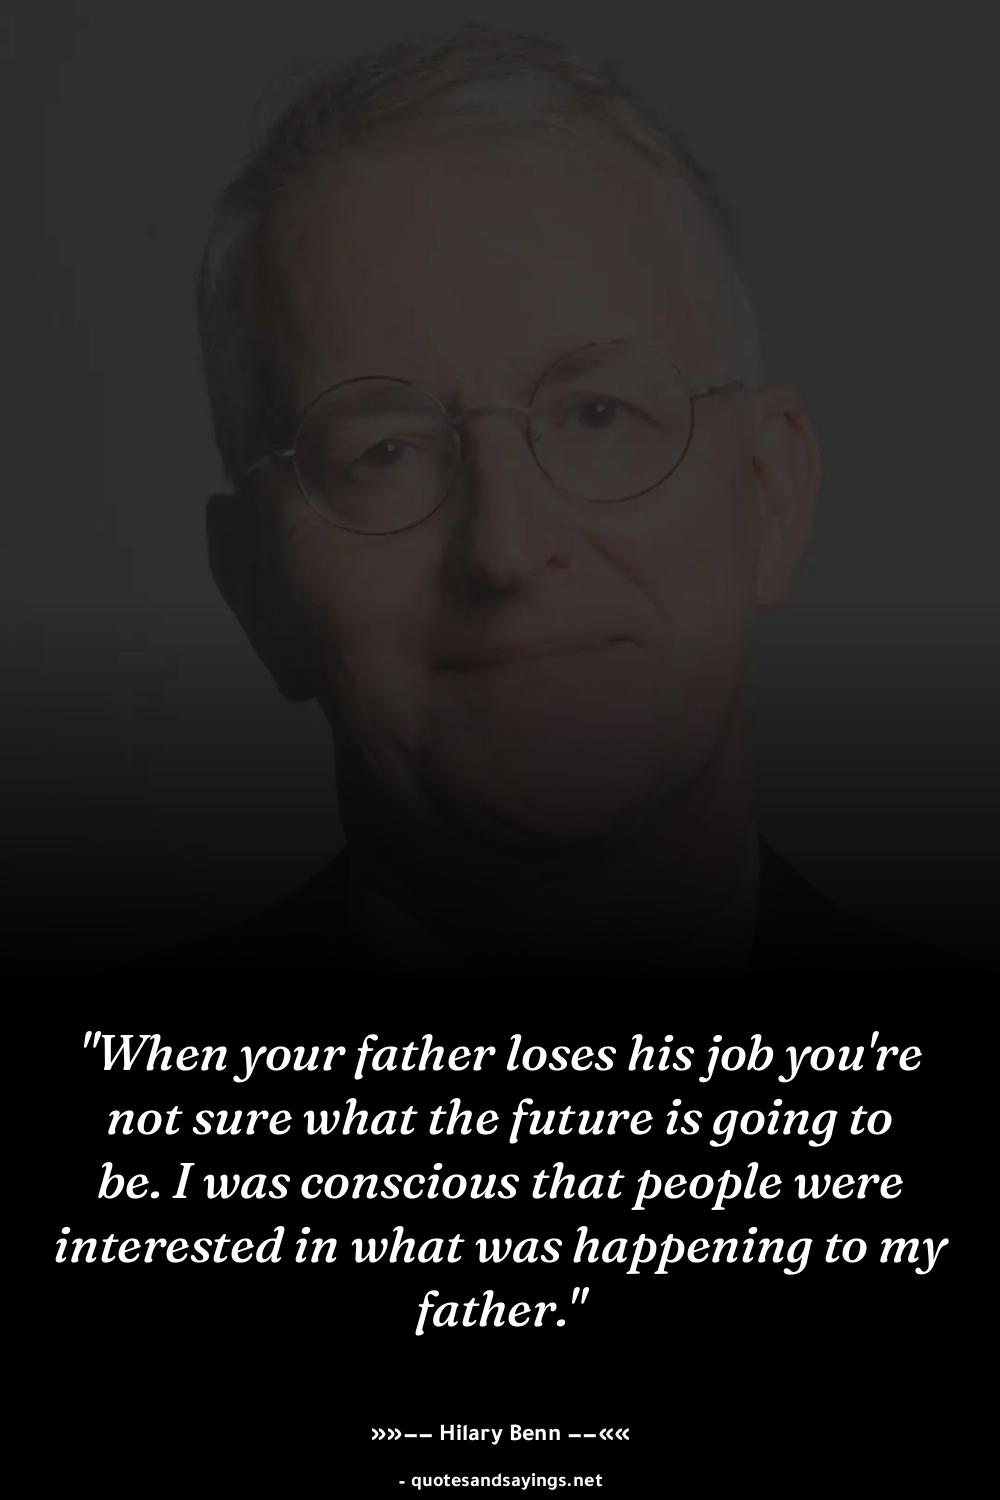 "When your father loses his job you're
not sure what the future is going to
be. I was conscious that people were
interested in what was happening to my
father."
»»−− Hilary Benn −−««
- quotesandsayings.net